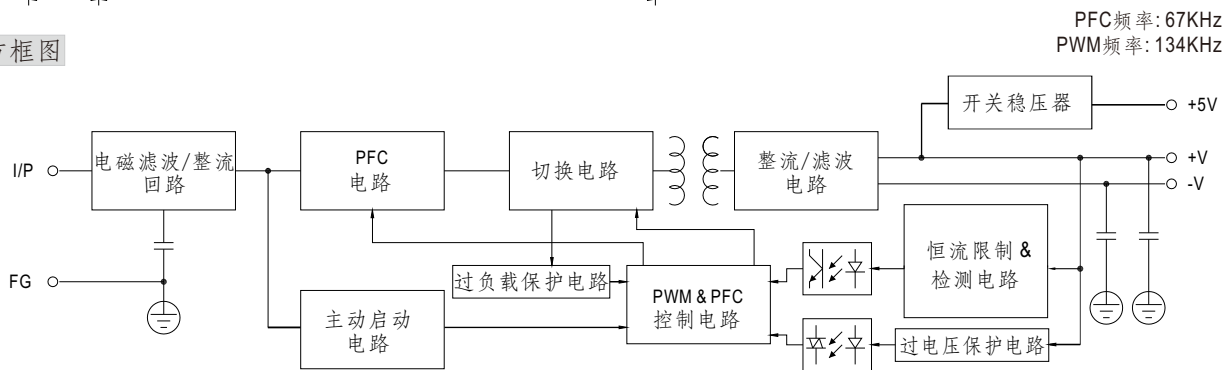 PFC频率: 67KHz
PWM频率: 134KHz
框图
开关稳压器
+5V
I/P
电磁滤波/整流
回路
PFC
电路
切换电路
整流/滤波
电路
+V
-V
FG
过负载保护电路
PWM & PFC
控制电路
恒流限制 &
检测电路
主动启动
电路
过电压保护电路